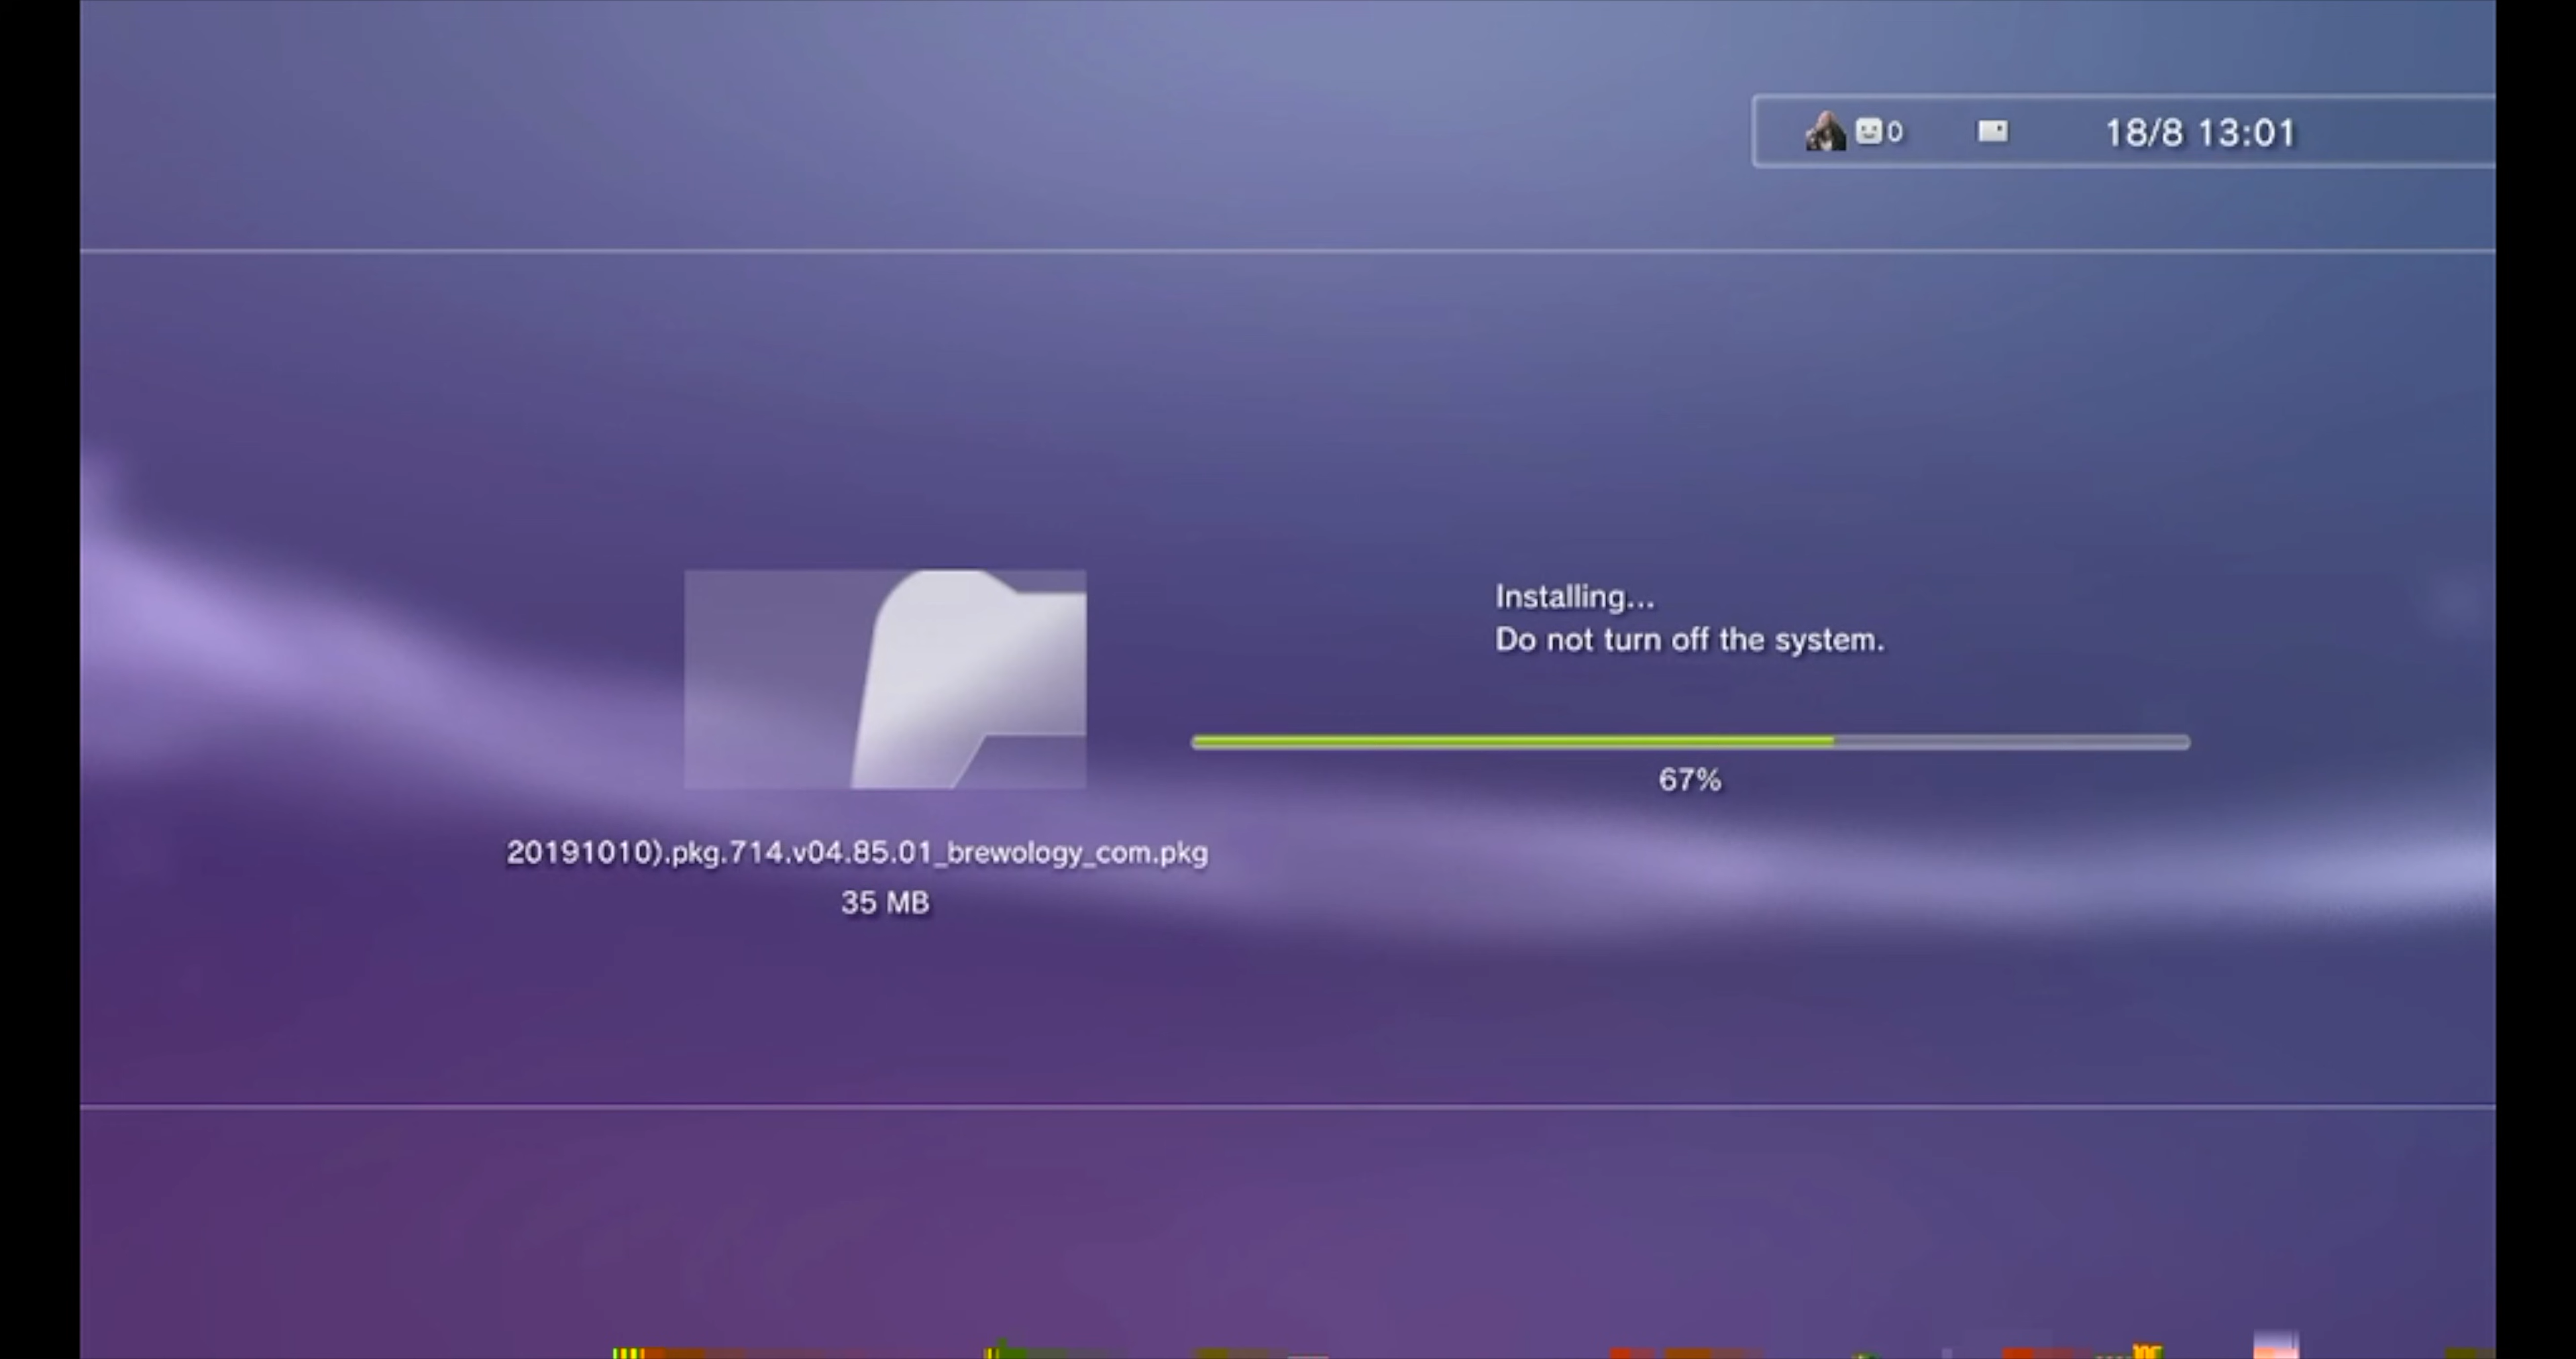 0 18/8 13:01
Installing...
Do not turn off the system.
67%
20191010).pkg.714.v04.85.01_brewology_com.pkg
35 MB